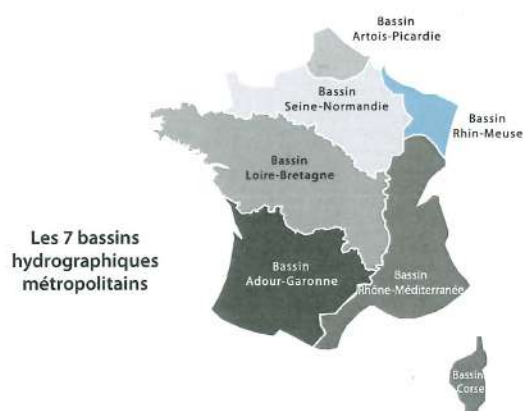 Bassin
Artois-Picardie
Bassin
Seine-Normandie
Bassin
Rhin-Meuse
Bassin
Loire-Bretagne
Les 7 bassins
hydrographiques
métropolitains
Bassin
Adour-Garonne
Bassin
Rhône-Méditerranée
Bassin
Corse